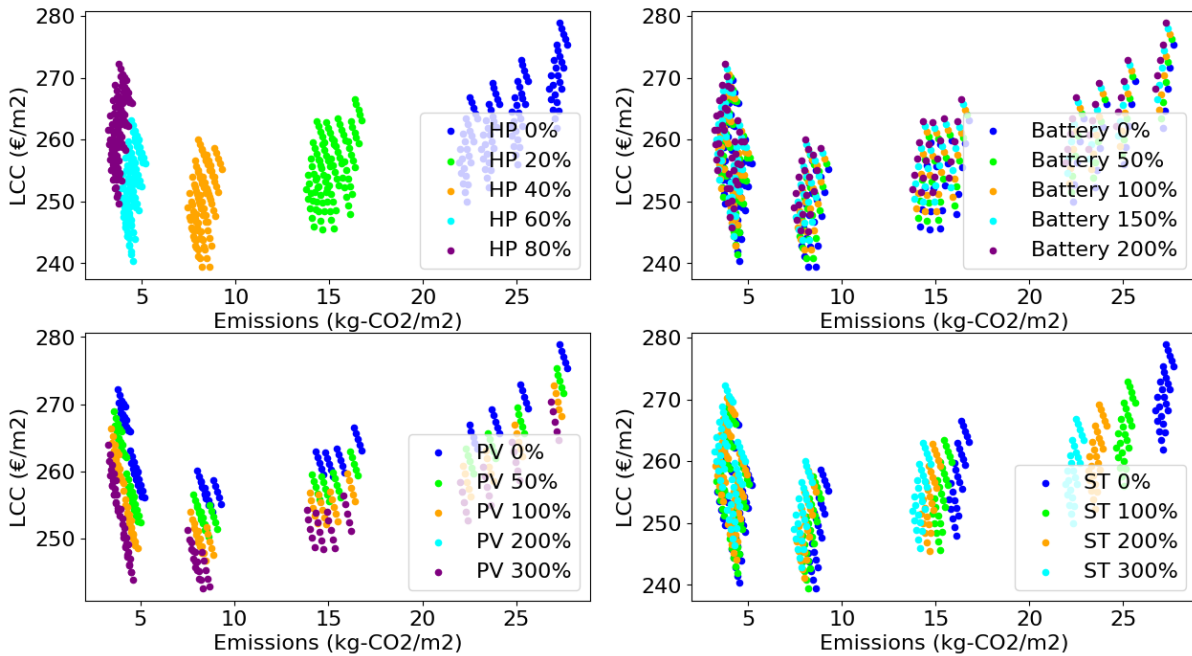 280
270
260
250
240
LCC (€/m2)
5
10
15
20
25
Emissions (kg-CO2/m2)
HP 0%
HP 20%
HP 40%
HP 60%
HP 80%
280
270
260
250
240
LCC (€/m2)
5
10
15
20
25
Emissions (kg-CO2/m2)
Battery 0%
Battery 50%
Battery 100%
Battery 150%
Battery 200%
280
270
260
250
LCC (€/m2)
5
10
15
20
25
Emissions (kg-CO2/m2)
PV 0%
PV 50%
PV 100%
PV 200%
PV 300%
280
270
260
250
240
LCC (€/m2)
5
10
15
20
25
Emissions (kg-CO2/m2)
ST 0%
ST 100%
ST 200%
ST 300%